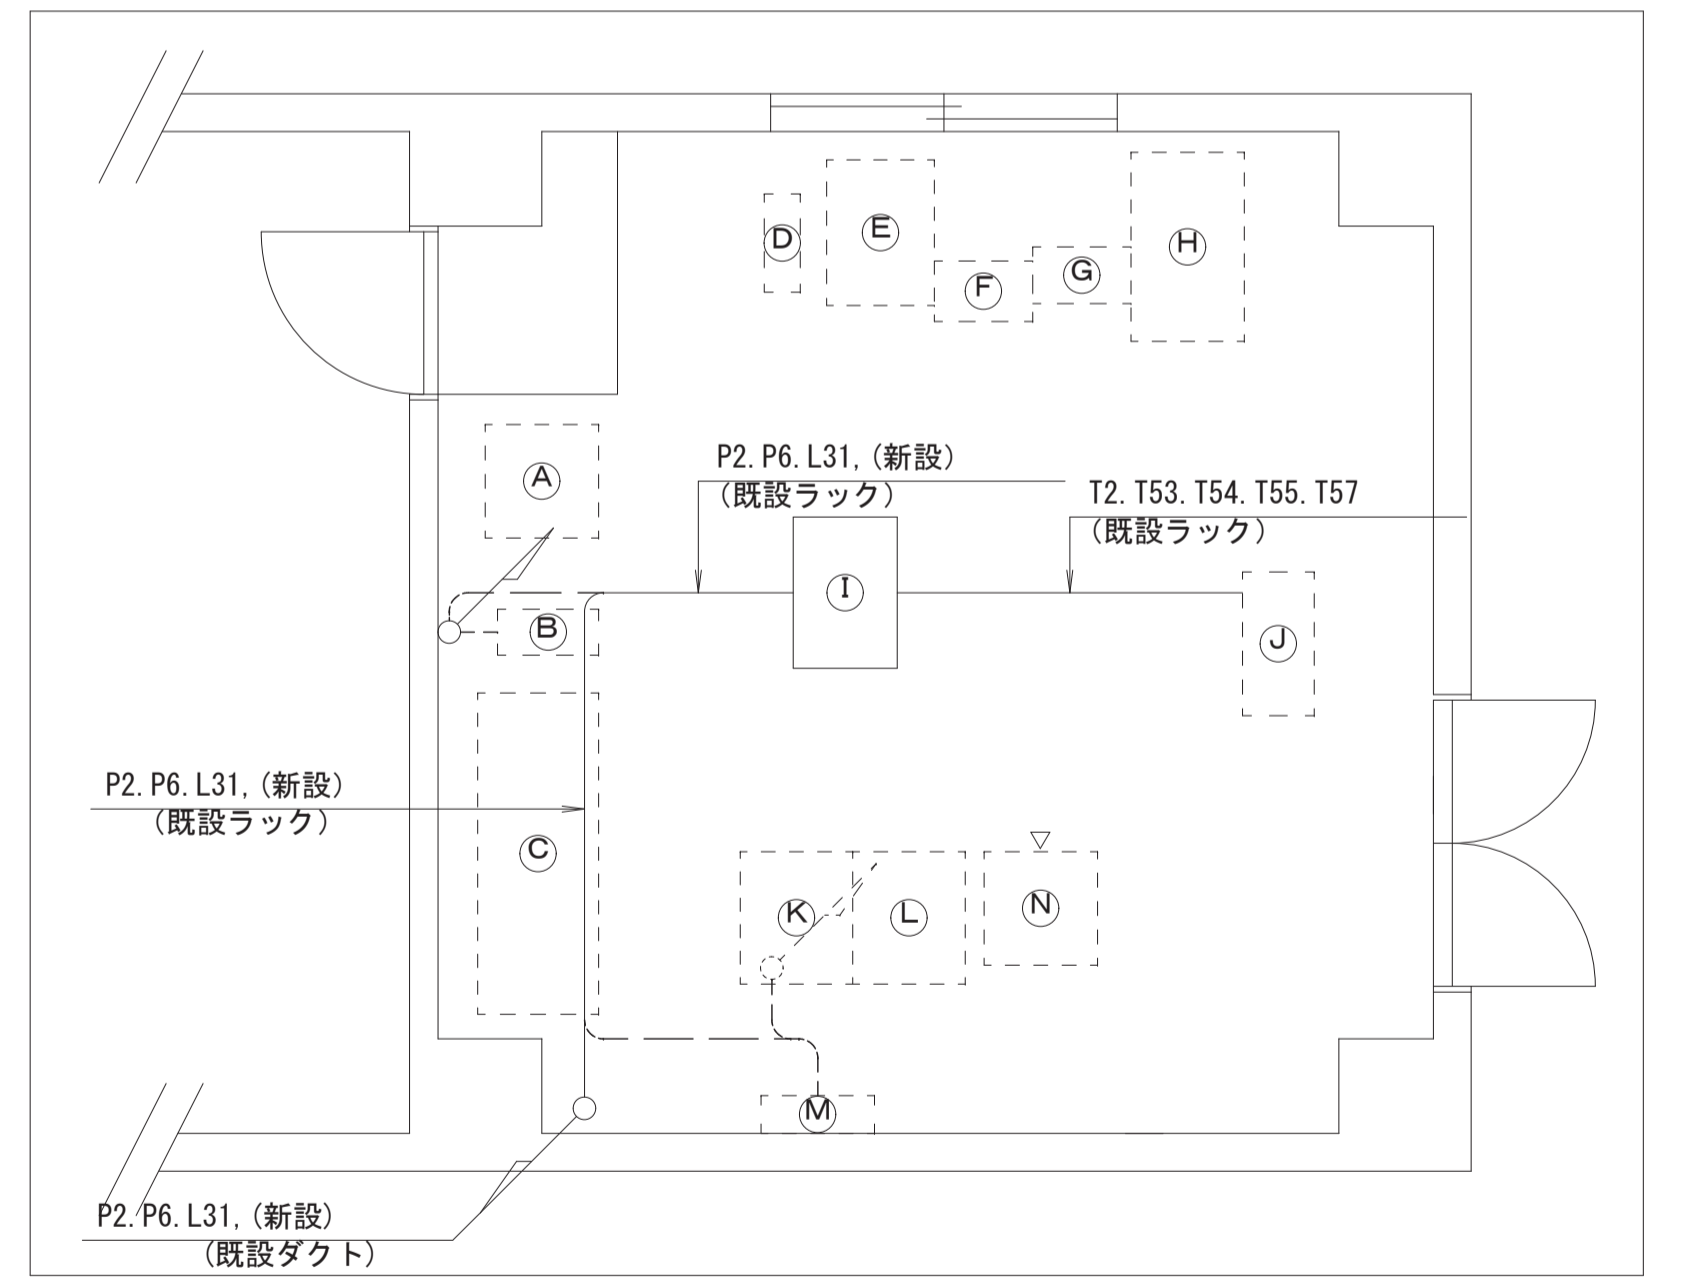 D
E
F
G
H
A
P2. P6. L31, (新設)
(既設ラック)
T2. T53. T54. T55. T57
(既設ラック)
I
B
J
P2. P6. L31, (新設)
(既設ラック)
C
K
L
N
M
P2. P6. L31, (新設)
(既設ダクト)